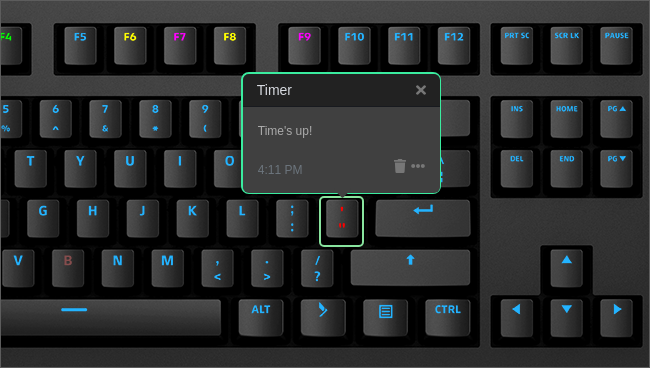 F4 F5 F6 F7 F8 F9 F10 F11 F12 PRT SC SCR LK PAUSE
Timer
5 6 7 8 9 INS HOME PG ▲
% ^ & * (
Time's up!
T Y U I O DEL END PG ▼
4:11 PM
G H J K L ; ' 
: "
V B N M , . /
< > ?
ALT CTRL